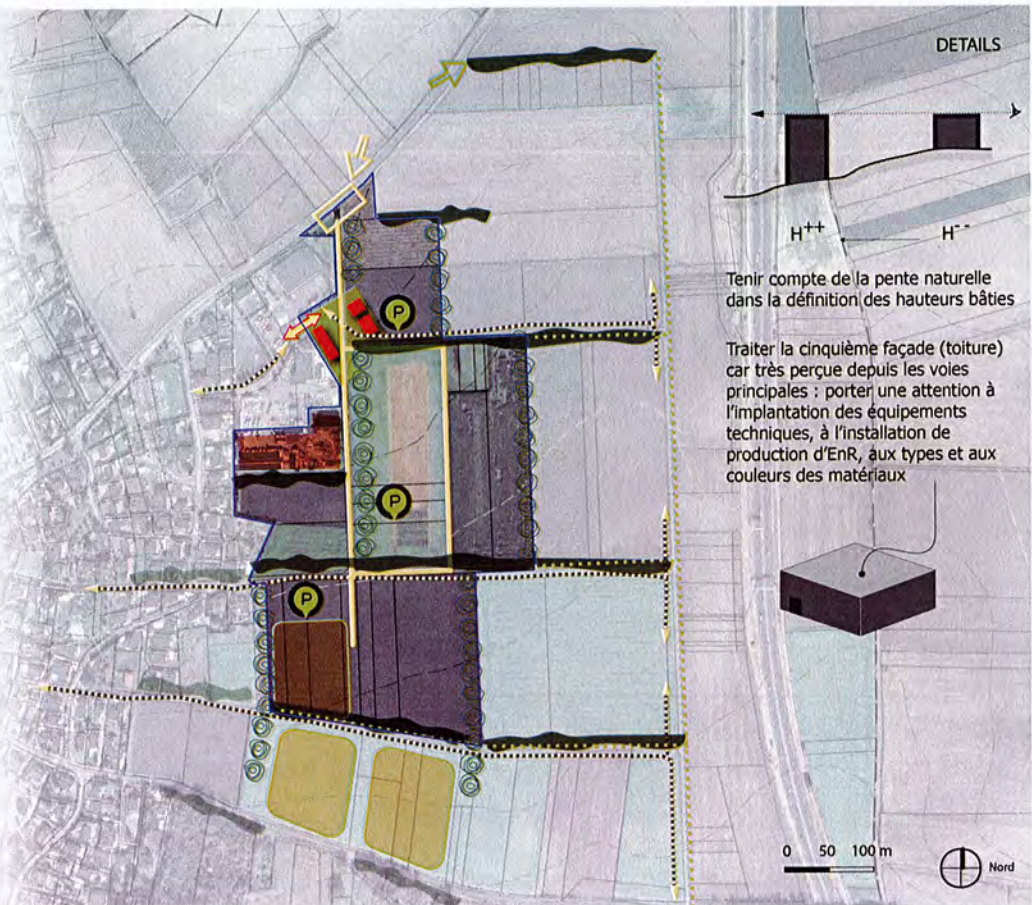 DETAILS
H++
H--
Tenir compte de la pente naturelle
dans la définition des hauteurs bâties
Traiter la cinquième façade (toiture)
car très perçue depuis les voies
principales : porter une attention à
l'implantation des équipements
techniques, à l'installation de
production d'EnR, aux types et aux
couleurs des matériaux
P
P
P
0 50 100 m
Nord